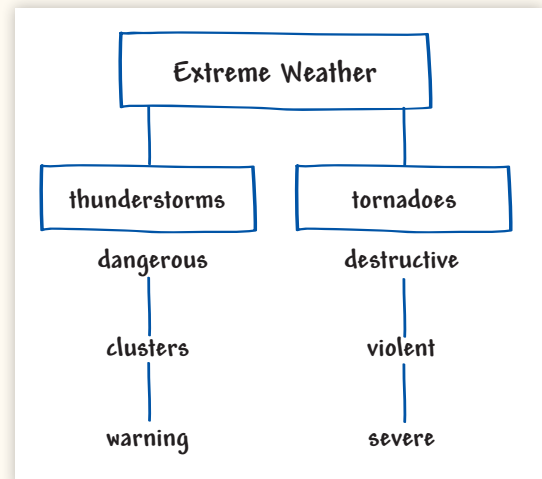 Extreme Weather
thunderstorms
dangerous
clusters
warning
tornadoes
destructive
violent
severe